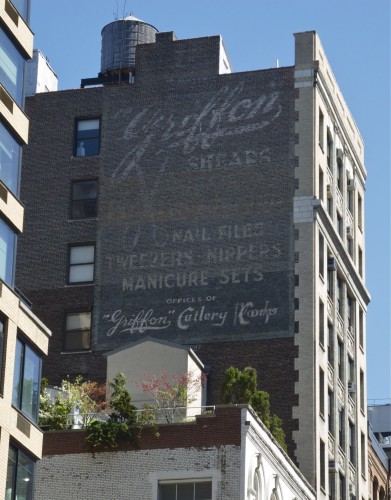 "Griffon"
SHEARS
NAIL FILES
TWEEZERS-NIPPERS
MANICURE SETS
OFFICES OF
"Griffon" Cutlery Works